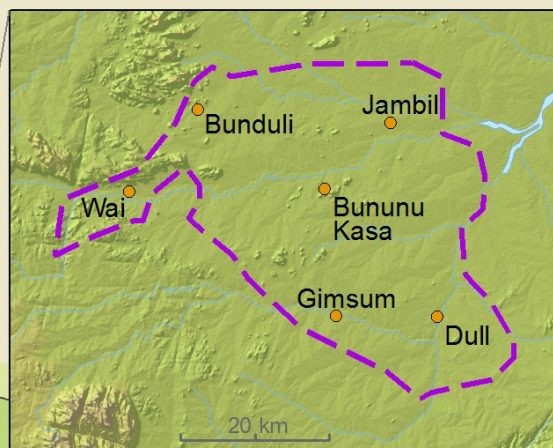 Jambil
Bunduli
Wai
Bununu
Kasa
Gimsum
Dull
20 km